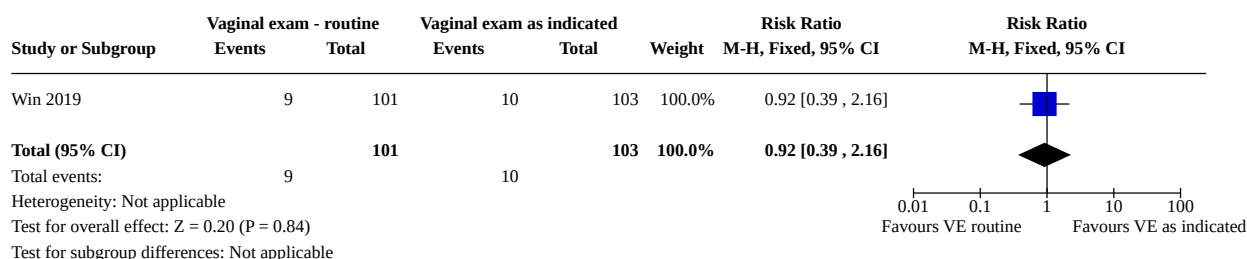 Vaginal exam - routine Vaginal exam as indicated Risk Ratio Risk Ratio
Study or Subgroup Events Total Events Total Weight M-H, Fixed, 95% CI M-H, Fixed, 95% CI
Win 2019 9 101 10 103 100.0% 0.92 [0.39 , 2.16]
Total (95% CI) 101 103 100.0% 0.92 [0.39 , 2.16]
Total events: 9 10
Heterogeneity: Not applicable
0.01 0.1 1 10 100
Test for overall effect: Z = 0.20 (P = 0.84) Favours VE routine Favours VE as indicated
Test for subgroup differences: Not applicable